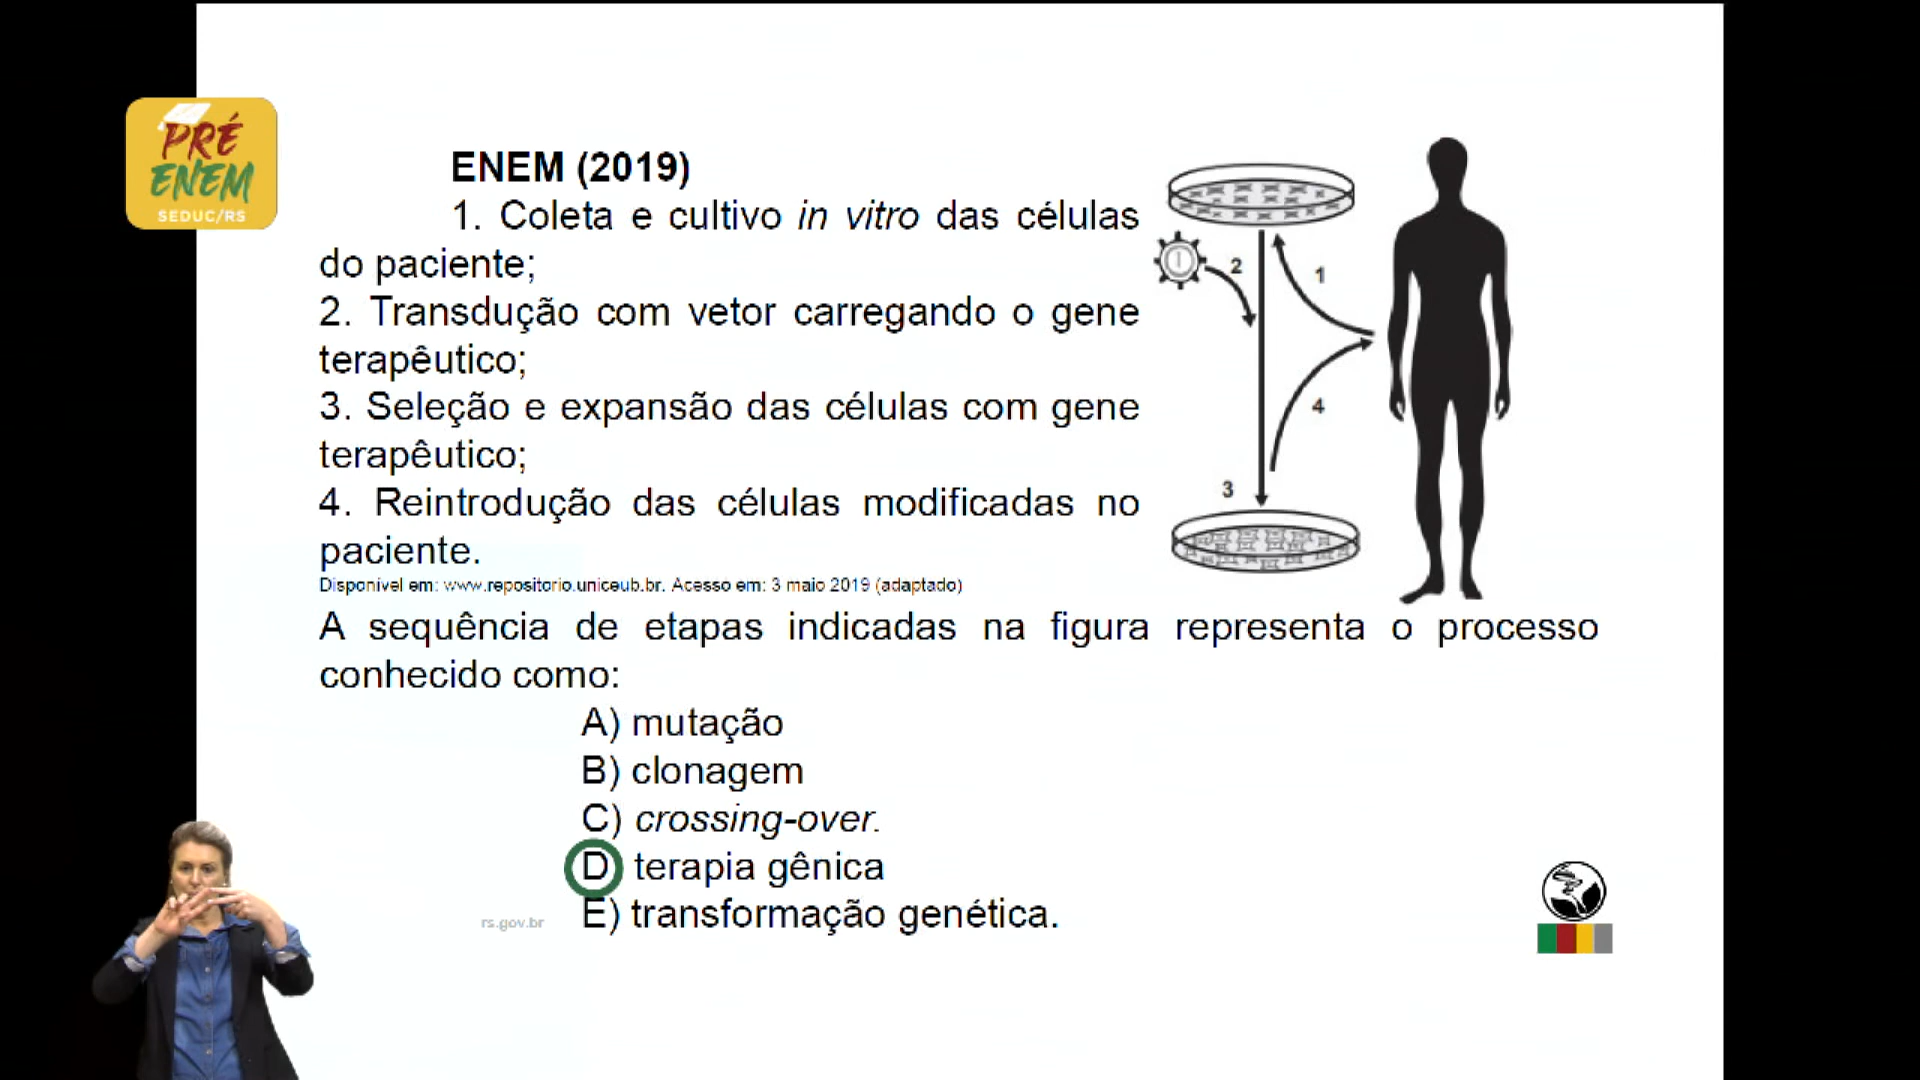 PRÉ
ENEM
SEDUC/RS
ENEM (2019)
1. Coleta e cultivo in vitro das células
do paciente;
2. Transdução com vetor carregando o gene
terapêutico;
3. Seleção e expansão das células com gene
terapêutico;
4. Reintrodução das células modificadas no
paciente.
Disponível em: www.repositorio.uniceub.br. Acesso em: 3 maio 2019 (adaptado)
2
1
4
3
A sequência de etapas indicadas na figura representa o processo
conhecido como:
A) mutação
B) clonagem
C) crossing-over.
D) terapia gênica
E) transformação genética.
rs.gov.br